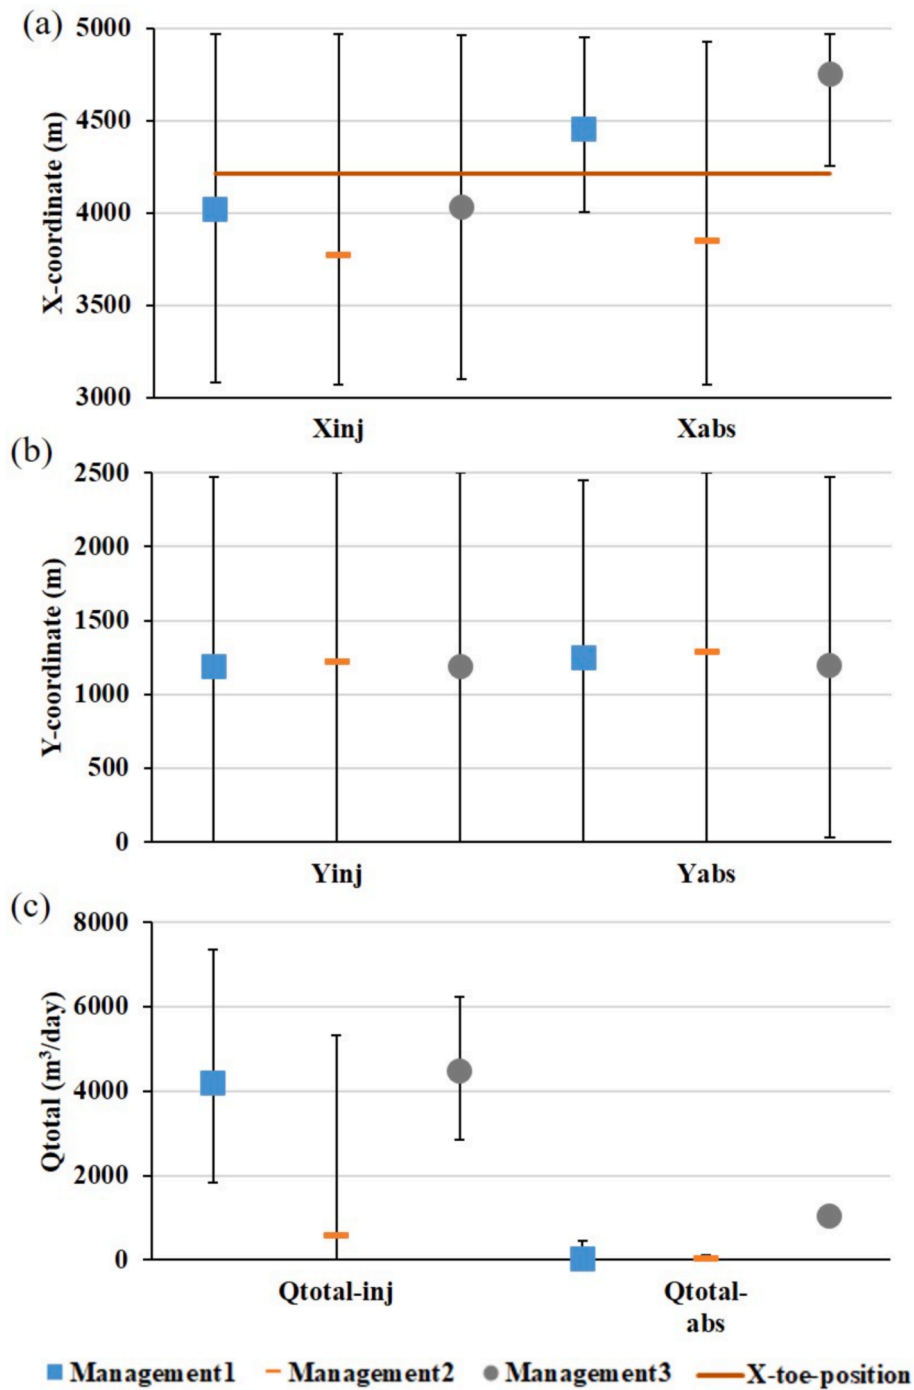 (a)
X-coordinate (m)
5000
4500
4000
3500
3000
Xinj Xabs
(b)
Y-coordinate (m)
2500
2000
1500
1000
500
0
Yinj Yabs
(c)
Qtotal (m³/day)
8000
6000
4000
2000
0
Qtotal-inj Qtotal-
abs
Management1 Management2 Management3 X-toe-position